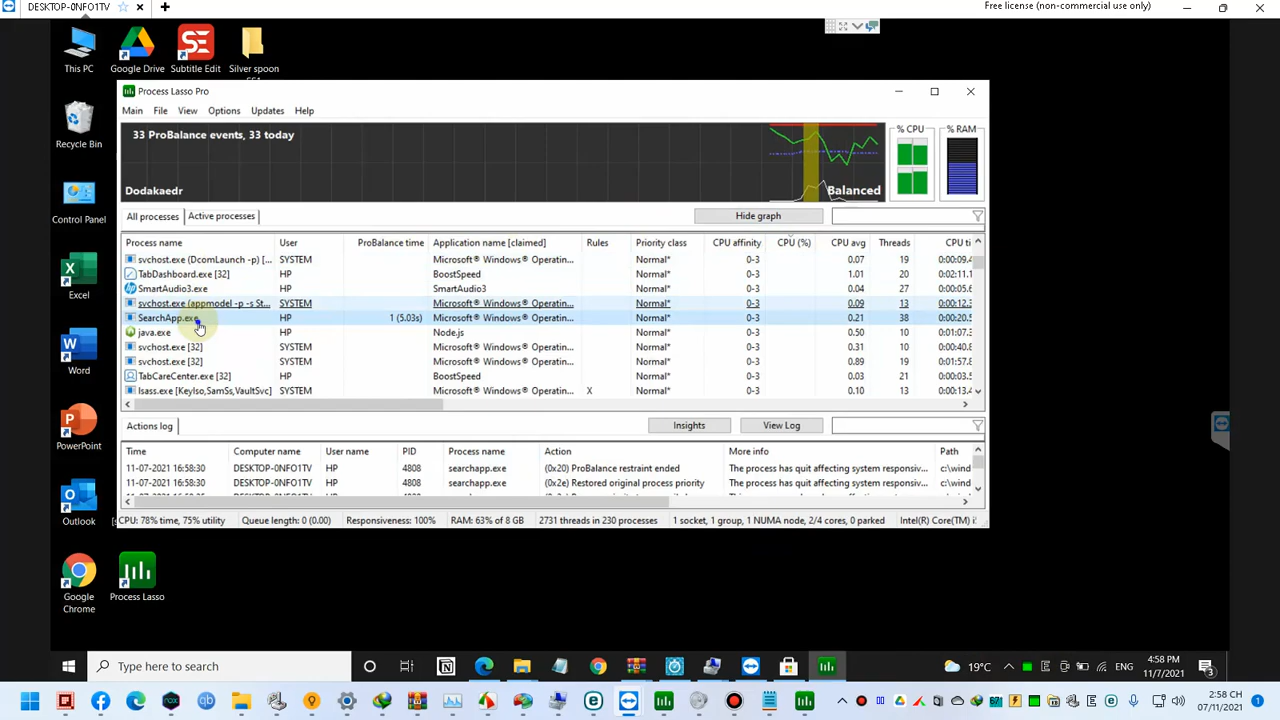 DESKTOP-0NFO1TV
Free license (non-commercial use only)
This PC
Google Drive
Subtitle Edit
Silver spoon
Recycle Bin
Control Panel
Excel
Word
PowerPoint
Outlook
Google
Chrome
Process Lasso
Process Lasso Pro
Main File View Options Updates Help
33 ProBalance events, 33 today
Dodakaedr
Balanced
% CPU
% RAM
All processes
Active processes
Hide graph
Process name User ProBalance time Application name [claimed] Rules Priority class CPU affinity CPU (%) CPU avg Threads CPU ti
svchost.exe (DcomLaunch -p) [... SYSTEM Microsoft® Windows® Operatin... Normal* 0-3 0.07 19 0:00:09.4
TabDashboard.exe [32] HP BoostSpeed Normal* 0-3 1.01 20 0:02:11.1
SmartAudio3.exe HP SmartAudio3 Normal* 0-3 0.04 27 0:00:05.6
svchost.exe (appmodel -p -s St... SYSTEM Microsoft® Windows® Operatin... Normal* 0-3 0.09 13 0:00:12.3
SearchApp.exe HP 1 (5.03s) Microsoft® Windows® Operatin... Normal* 0-3 0.21 38 0:00:20.5
java.exe HP Node.js Normal* 0-3 0.50 10 0:01:07.3
svchost.exe [32] SYSTEM Microsoft® Windows® Operatin... Normal* 0-3 0.31 10 0:00:40.8
svchost.exe [32] SYSTEM Microsoft® Windows® Operatin... Normal* 0-3 0.89 19 0:01:57.8
TabCareCenter.exe [32] HP BoostSpeed Normal* 0-3 0.03 21 0:00:03.5
lsass.exe [KeyIso,SamSs,VaultSvc] SYSTEM Microsoft® Windows® Operatin... X Normal* 0-3 0.10 13 0:00:13.4
Actions log
Insights
View Log
Time Computer name User name PID Process name Action More info Path
11-07-2021 16:58:30 DESKTOP-0NFO1TV HP 4808 searchapp.exe (0x20) ProBalance restraint ended The process has quit affecting system responsiv... c:\wind
11-07-2021 16:58:30 DESKTOP-0NFO1TV HP 4808 searchapp.exe (0x2e) Restored original process priority The process has quit affecting system responsiv... c:\wind
CPU: 78% time, 75% utility Queue length: 0 (0.00) Responsiveness: 100% RAM: 63% of 8 GB 2731 threads in 230 processes 1 socket, 1 group, 1 NUMA node, 2/4 cores, 0 parked Intel(R) Core(TM) i
Type here to search
19°C
ENG
4:58 PM
11/7/2021
3
2:58 CH
07/11/2021
1